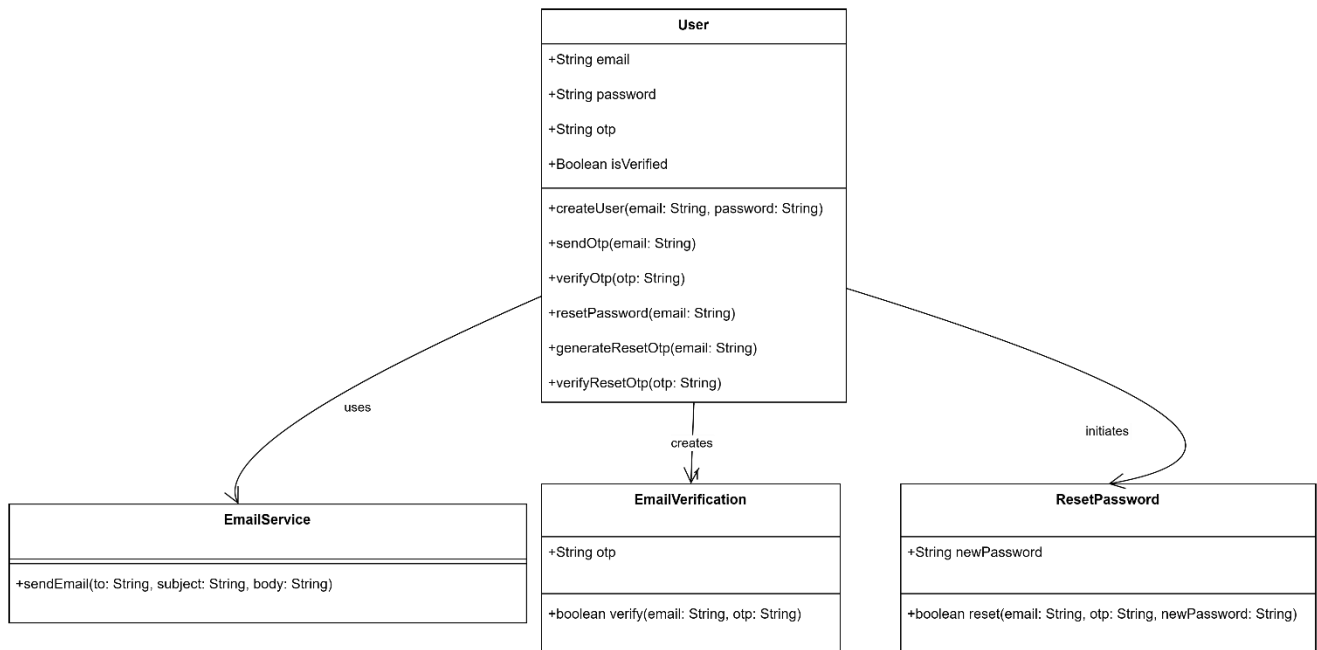 User
+String email
+String password
+String otp
+Boolean isVerified
+createUser(email: String, password: String)
+sendOtp(email: String)
+verifyOtp(otp: String)
+resetPassword(email: String)
+generateResetOtp(email: String)
+verifyResetOtp(otp: String)
uses
creates
initiates
EmailService
+sendEmail(to: String, subject: String, body: String)
EmailVerification
+String otp
+boolean verify(email: String, otp: String)
ResetPassword
+String newPassword
+boolean reset(email: String, otp: String, newPassword: String)